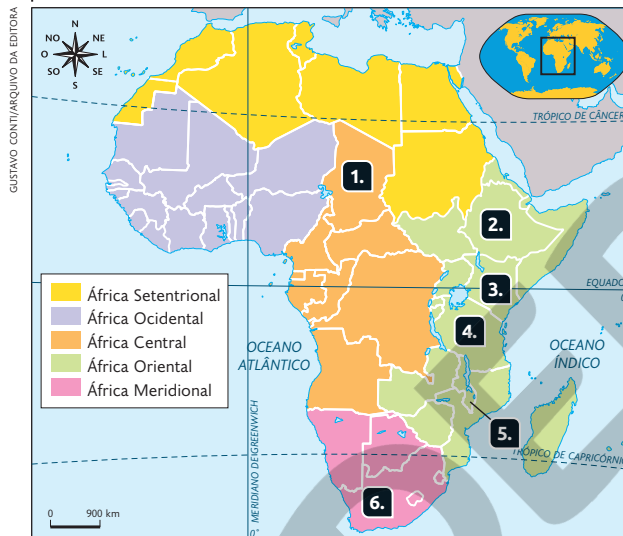 GUSTAVO CONTI/ARQUIVO DA EDITORA
N
NO NE
O L
SO SE
S
TRÓPICO DE CÂNCER
1.
2.
EQUADOR
3.
4.
África Setentrional
África Ocidental
África Central
África Oriental
África Meridional
OCEANO
ATLÂNTICO
OCEANO
ÍNDICO
5.
MERIDIANO DE GREENWICH
TRÓPICO DE CAPRICÓRNIO
6.
0 900 km
0°